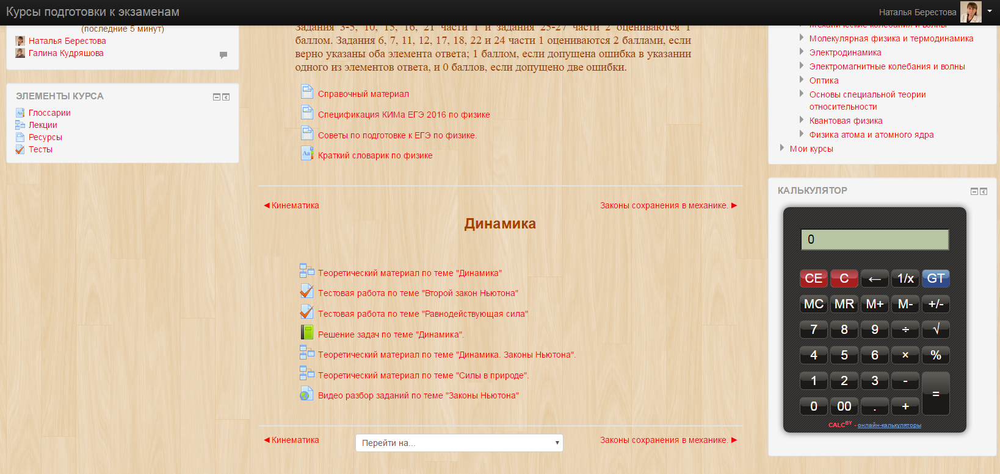 Курсы подготовки к экзаменам
Наталья Берестова
(последние 5 минут)
Наталья Берестова
Галина Кудряшова
ЭЛЕМЕНТЫ КУРСА
Глоссарии
Лекции
Ресурсы
Тесты
Задания 3-5, 10, 15, 16, 21 части 1 и задания 25-27 части 2 оцениваются 1
баллом. Задания 6, 7, 11, 12, 17, 18, 22 и 24 части 1 оцениваются 2 баллами, если
верно указаны оба элемента ответа; 1 баллом, если допущена ошибка в указании
одного из элементов ответа, и 0 баллов, если допущено две ошибки.
Справочный материал
Спецификация КИМа ЕГЭ 2016 по физике
Советы по подготовке к ЕГЭ по физике.
Краткий словарик по физике
◄ Кинематика
Законы сохранения в механике. ►
Динамика
Теоретический материал по теме "Динамика"
Тестовая работа по теме "Второй закон Ньютона"
Тестовая работа по теме "Равнодействующая сила"
Решение задач по теме "Динамика".
Теоретический материал по теме "Динамика. Законы Ньютона".
Теоретический материал по теме "Силы в природе".
Видео разбор заданий по теме "Законы Ньютона"
◄ Кинематика
Перейти на...
Законы сохранения в механике. ►
Механические колебания и волны
Молекулярная физика и термодинамика
Электродинамика
Электромагнитные колебания и волны
Оптика
Основы специальной теории
относительности
Квантовая физика
Физика атома и атомного ядра
Мои курсы
КАЛЬКУЛЯТОР
0
CE C ← 1/x GT
MC MR M+ M- +/-
7 8 9 ÷ √
4 5 6 × %
1 2 3 -
0 00 . + =
CALCBY - онлайн-калькуляторы